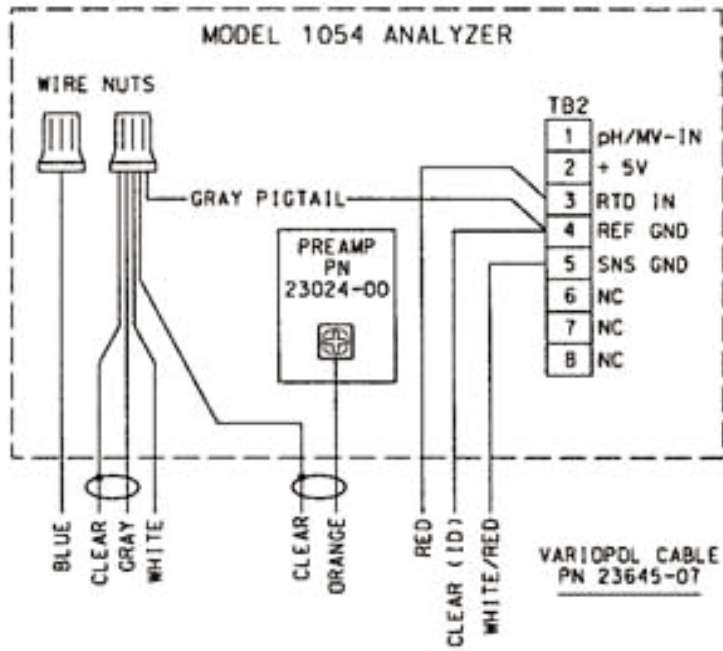 MODEL 1054 ANALYZER
WIRE NUTS
TB2
1 pH/MV-IN
2 + 5V
3 RTD IN
4 REF GND
5 SNS GND
6 NC
7 NC
8 NC
GRAY PIGTAIL
PREAMP
PN
23024-00
BLUE
CLEAR
GRAY
WHITE
CLEAR
ORANGE
RED
CLEAR (ID)
WHITE/RED
VARIOPOL CABLE
PN 23645-07